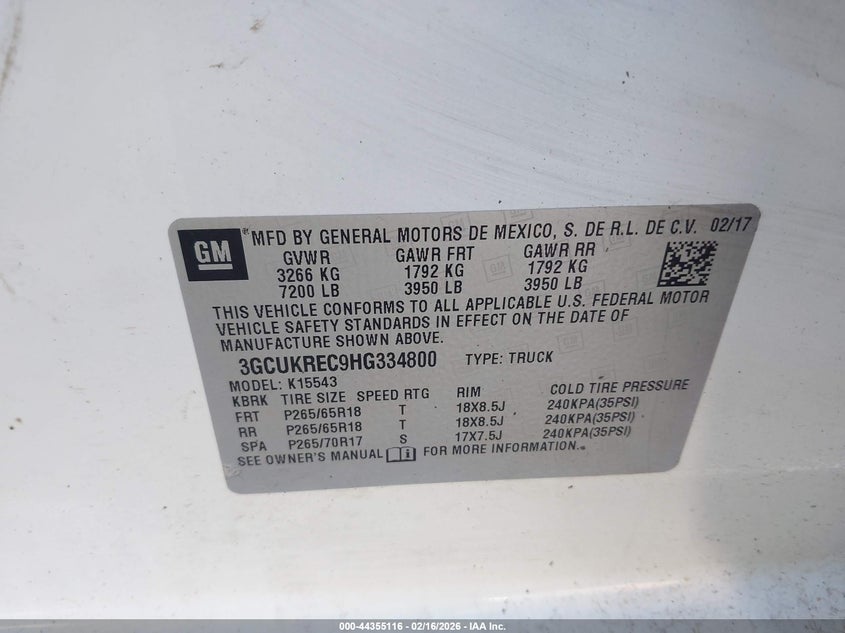 GM ® MFD BY GENERAL MOTORS DE MEXICO, S. DE R.L. DE C.V. 02/17
GVWR GAWR FRT GAWR RR
3266 KG 1792 KG 1792 KG
7200 LB 3950 LB 3950 LB
THIS VEHICLE CONFORMS TO ALL APPLICABLE U.S. FEDERAL MOTOR
VEHICLE SAFETY STANDARDS IN EFFECT ON THE DATE OF
MANUFACTURE SHOWN ABOVE.
3GCUKREC9HG334800 TYPE: TRUCK
MODEL: K15543
KBRK TIRE SIZE SPEED RTG RIM COLD TIRE PRESSURE
FRT P265/65R18 T 18X8.5J 240KPA(35PSI)
RR P265/65R18 T 18X8.5J 240KPA(35PSI)
SPA P265/70R17 S 17X7.5J 240KPA(35PSI)
SEE OWNER'S MANUAL i FOR MORE INFORMATION.
000-44355116 - 02/16/2026 - IAA Inc.